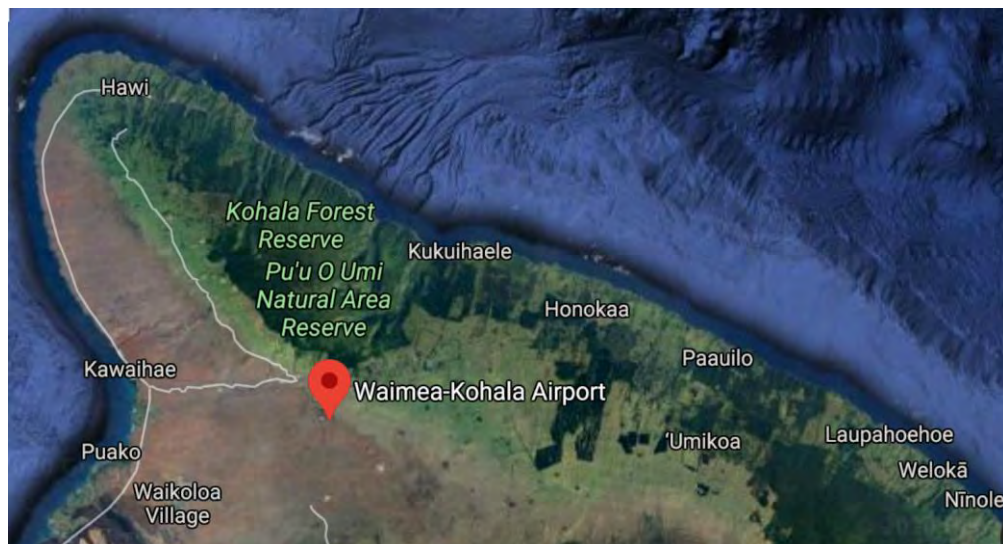 Hawi
Kohala Forest
Reserve
Pu'u O Umi
Natural Area
Reserve
Kukuihaele
Honokaa
Paauilo
Kawaihae
Waimea-Kohala Airport
Puako
'Umikoa
Laupahoehoe
Welokā
Waikoloa
Village
Nīnole